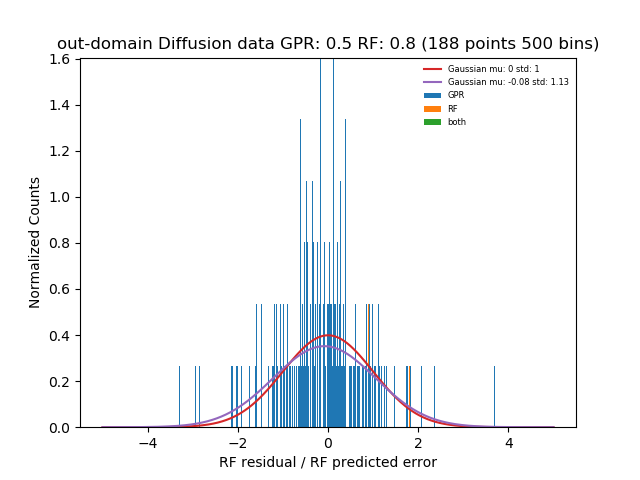 out-domain Diffusion data GPR: 0.5 RF: 0.8 (188 points 500 bins)
Normalized Counts
1.6
1.4
1.2
1.0
0.8
0.6
0.4
0.2
0.0
Gaussian mu: 0 std: 1
Gaussian mu: -0.08 std: 1.13
GPR
RF
both
−4 −2 0 2 4
RF residual / RF predicted error